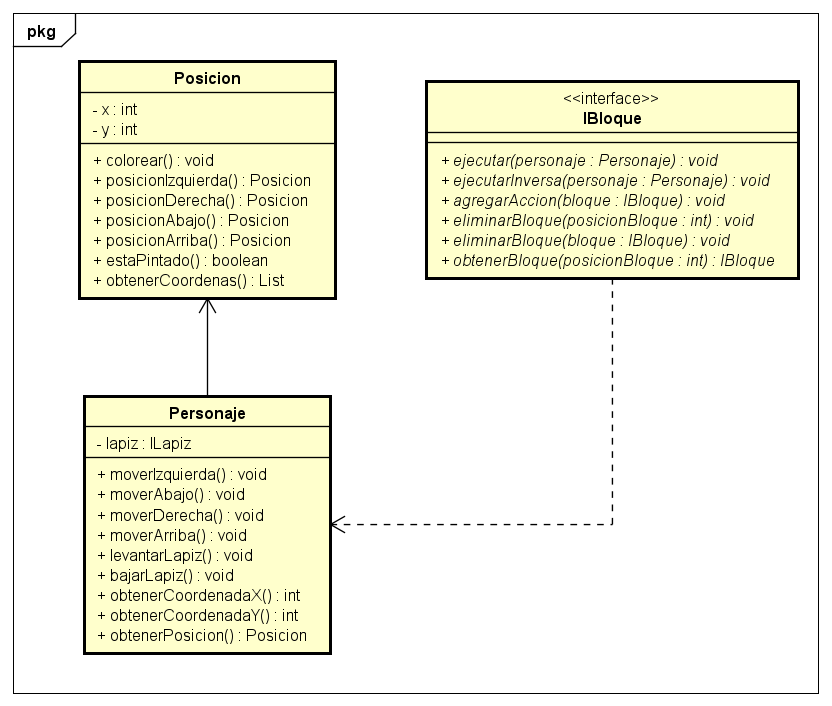 pkg
Posicion
- x : int
- y : int
+ colorear() : void
+ posicionIzquierda() : Posicion
+ posicionDerecha() : Posicion
+ posicionAbajo() : Posicion
+ posicionArriba() : Posicion
+ estaPintado() : boolean
+ obtenerCoordenas() : List
<<interface>>
IBloque
+ ejecutar(personaje : Personaje) : void
+ ejecutarInversa(personaje : Personaje) : void
+ agregarAccion(bloque : IBloque) : void
+ eliminarBloque(posicionBloque : int) : void
+ eliminarBloque(bloque : IBloque) : void
+ obtenerBloque(posicionBloque : int) : IBloque
Personaje
- lapiz : ILapiz
+ moverIzquierda() : void
+ moverAbajo() : void
+ moverDerecha() : void
+ moverArriba() : void
+ levantarLapiz() : void
+ bajarLapiz() : void
+ obtenerCoordenadaX() : int
+ obtenerCoordenadaY() : int
+ obtenerPosicion() : Posicion